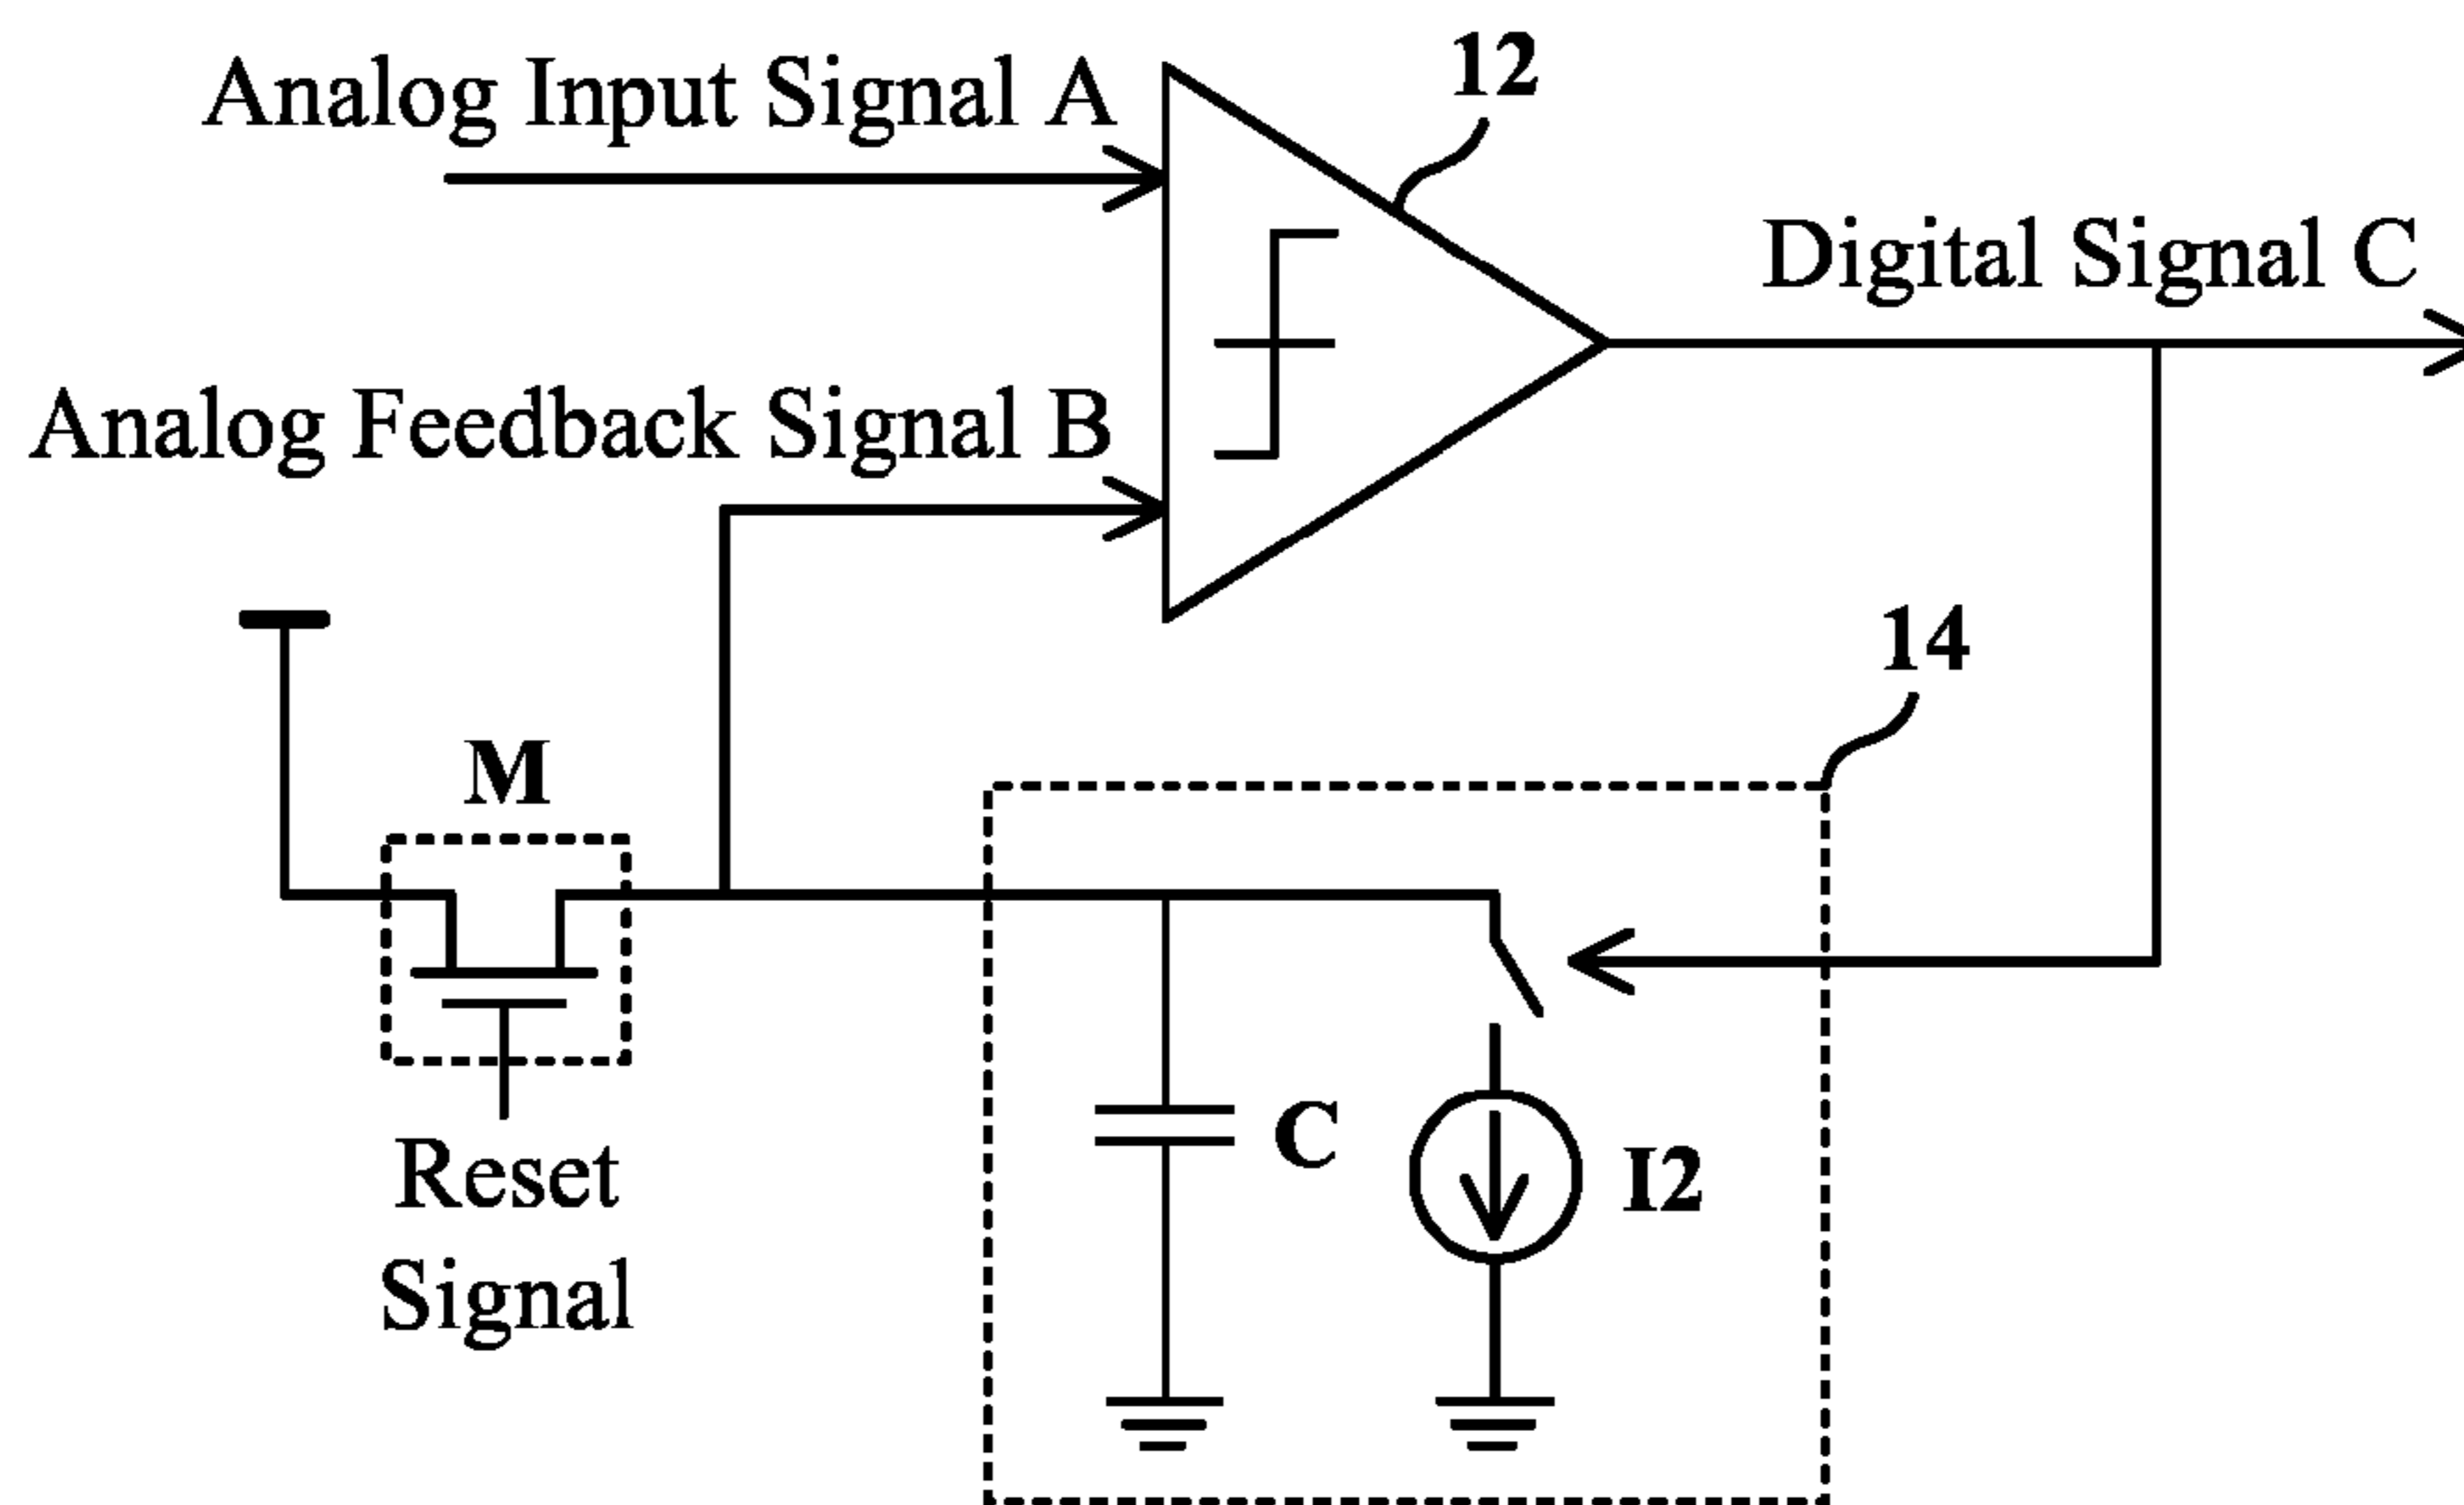 12
Analog Input Signal A
Digital Signal C
Analog Feedback Signal B
14
M
C
I2
Reset
Signal